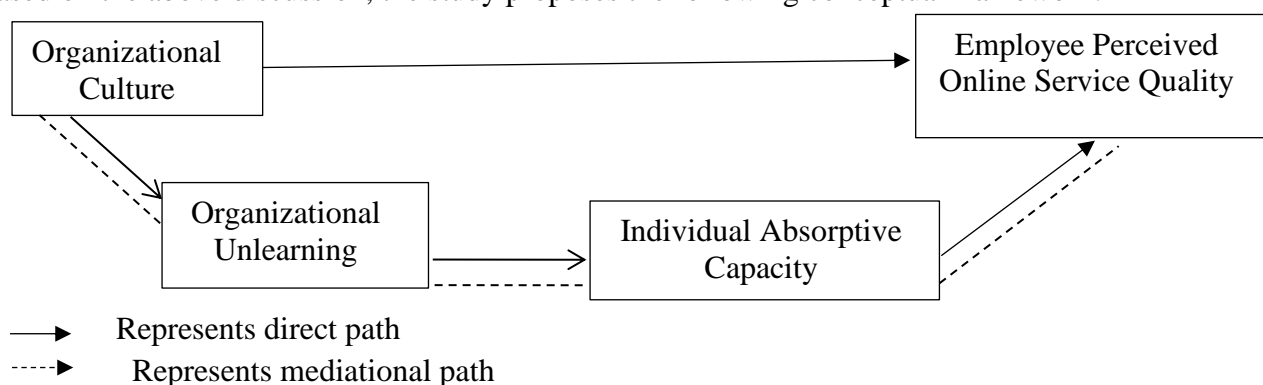 Organizational
Culture
Employee Perceived
Online Service Quality
Organizational
Unlearning
Individual Absorptive
Capacity
Represents direct path
Represents mediational path